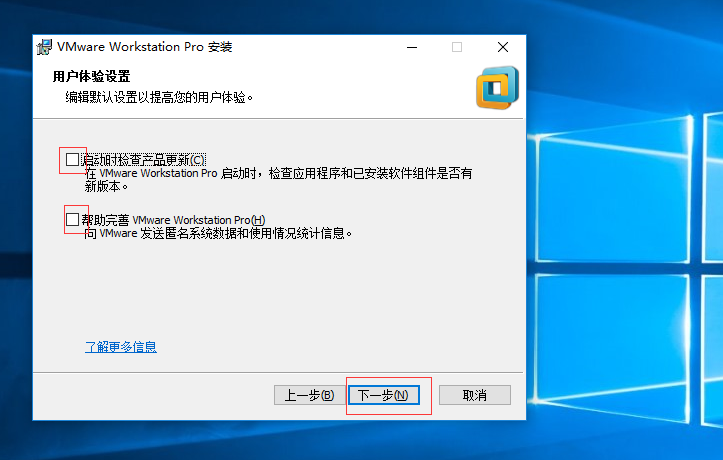 VMware Workstation Pro 安装
用户体验设置
编辑默认设置以提高您的用户体验。
启动时检查产品更新(C)
在 VMware Workstation Pro 启动时，检查应用程序和已安装软件组件是否有
新版本。
帮助完善 VMware Workstation Pro(H)
向 VMware 发送匿名系统数据和使用情况统计信息。
了解更多信息
上一步(B) 下一步(N) 取消